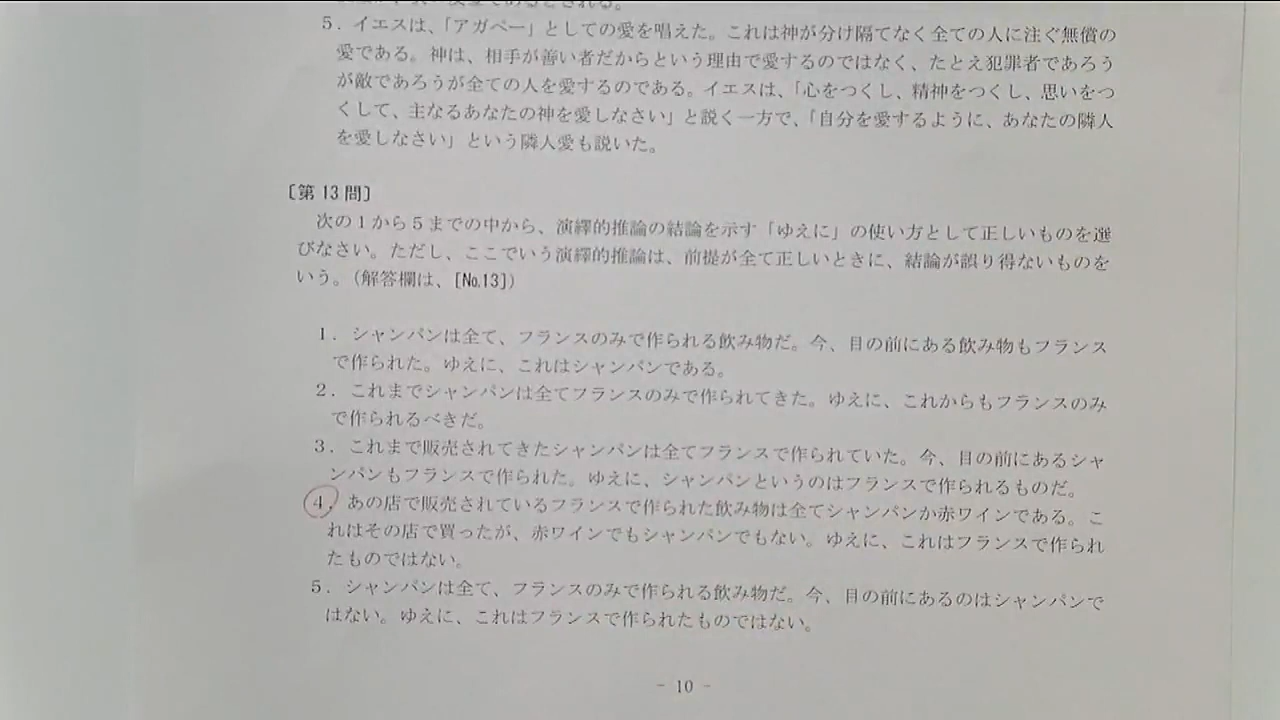 5．イエスは、「アガペー」としての愛を唱えた。これは神が分け隔てなく全ての人に注ぐ無償の
愛である。神は、相手が善い者だからという理由で愛するのではなく、たとえ犯罪者であろう
が敵であろうが全ての人を愛するのである。イエスは、「心をつくし、精神をつくし、思いをつ
くして、主なるあなたの神を愛しなさい」と説く一方で、「自分を愛するように、あなたの隣人
を愛しなさい」という隣人愛も説いた。
〔第 13 問〕
次の１から５までの中から、演繹的推論の結論を示す「ゆえに」の使い方として正しいものを選
びなさい。ただし、ここでいう演繹的推論は、前提が全て正しいときに、結論が誤り得ないものを
いう。（解答欄は、[No.13]）
1．シャンパンは全て、フランスのみで作られる飲み物だ。今、目の前にある飲み物もフランス
で作られた。ゆえに、これはシャンパンである。
2．これまでシャンパンは全てフランスのみで作られてきた。ゆえに、これからもフランスのみ
で作られるべきだ。
3．これまで販売されてきたシャンパンは全てフランスで作られていた。今、目の前にあるシャ
ンパンもフランスで作られた。ゆえに、シャンパンというのはフランスで作られるものだ。
4．あの店で販売されているフランスで作られた飲み物は全てシャンパンか赤ワインである。こ
れはその店で買ったが、赤ワインでもシャンパンでもない。ゆえに、これはフランスで作られ
たものではない。
5．シャンパンは全て、フランスのみで作られる飲み物だ。今、目の前にあるのはシャンパンで
はない。ゆえに、これはフランスで作られたものではない。
- 10 -